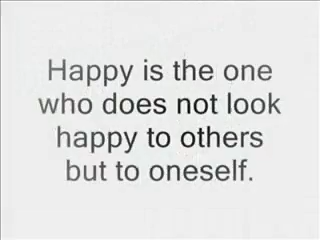 Happy is the one
who does not look
happy to others
but to oneself.